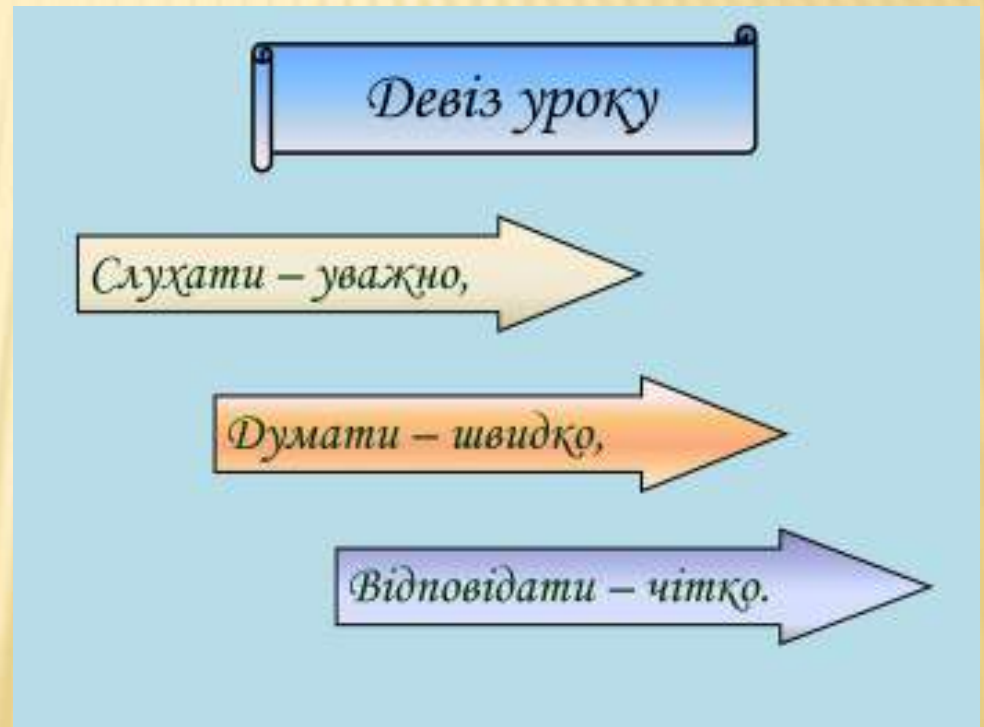 Девіз уроку
Слухати – уважно,
Думати – швидко,
Відповідати – чітко.